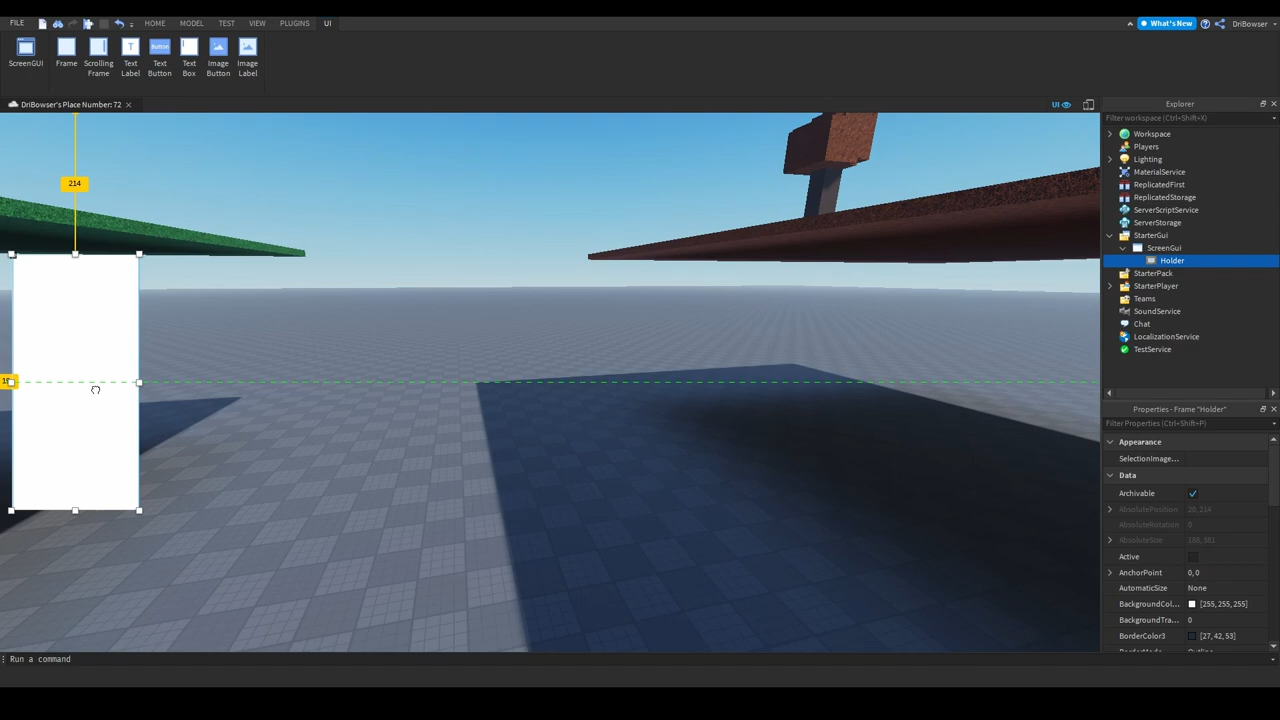 FILE HOME MODEL TEST VIEW PLUGINS UI What's New DriBowser
ScreenGUI Frame Scrolling Frame Text Label Text Button Text Box Image Button Image Label
Button
DriBowser's Place Number: 72 UI
214
Explorer
Filter workspace (Ctrl+Shift+X)
Workspace
Players
Lighting
MaterialService
ReplicatedFirst
ReplicatedStorage
ServerScriptService
ServerStorage
StarterGui
ScreenGui
Holder
StarterPack
StarterPlayer
Teams
SoundService
Chat
LocalizationService
TestService
Properties - Frame "Holder"
Filter Properties (Ctrl+Shift+P)
Appearance
SelectionImage...
Data
Archivable
AbsolutePosition 20, 214
AbsoluteRotation 0
AbsoluteSize 188, 381
Active
AnchorPoint 0, 0
AutomaticSize None
BackgroundCol... [255, 255, 255]
BackgroundTra... 0
BorderColor3 [27, 42, 53]
Run a command